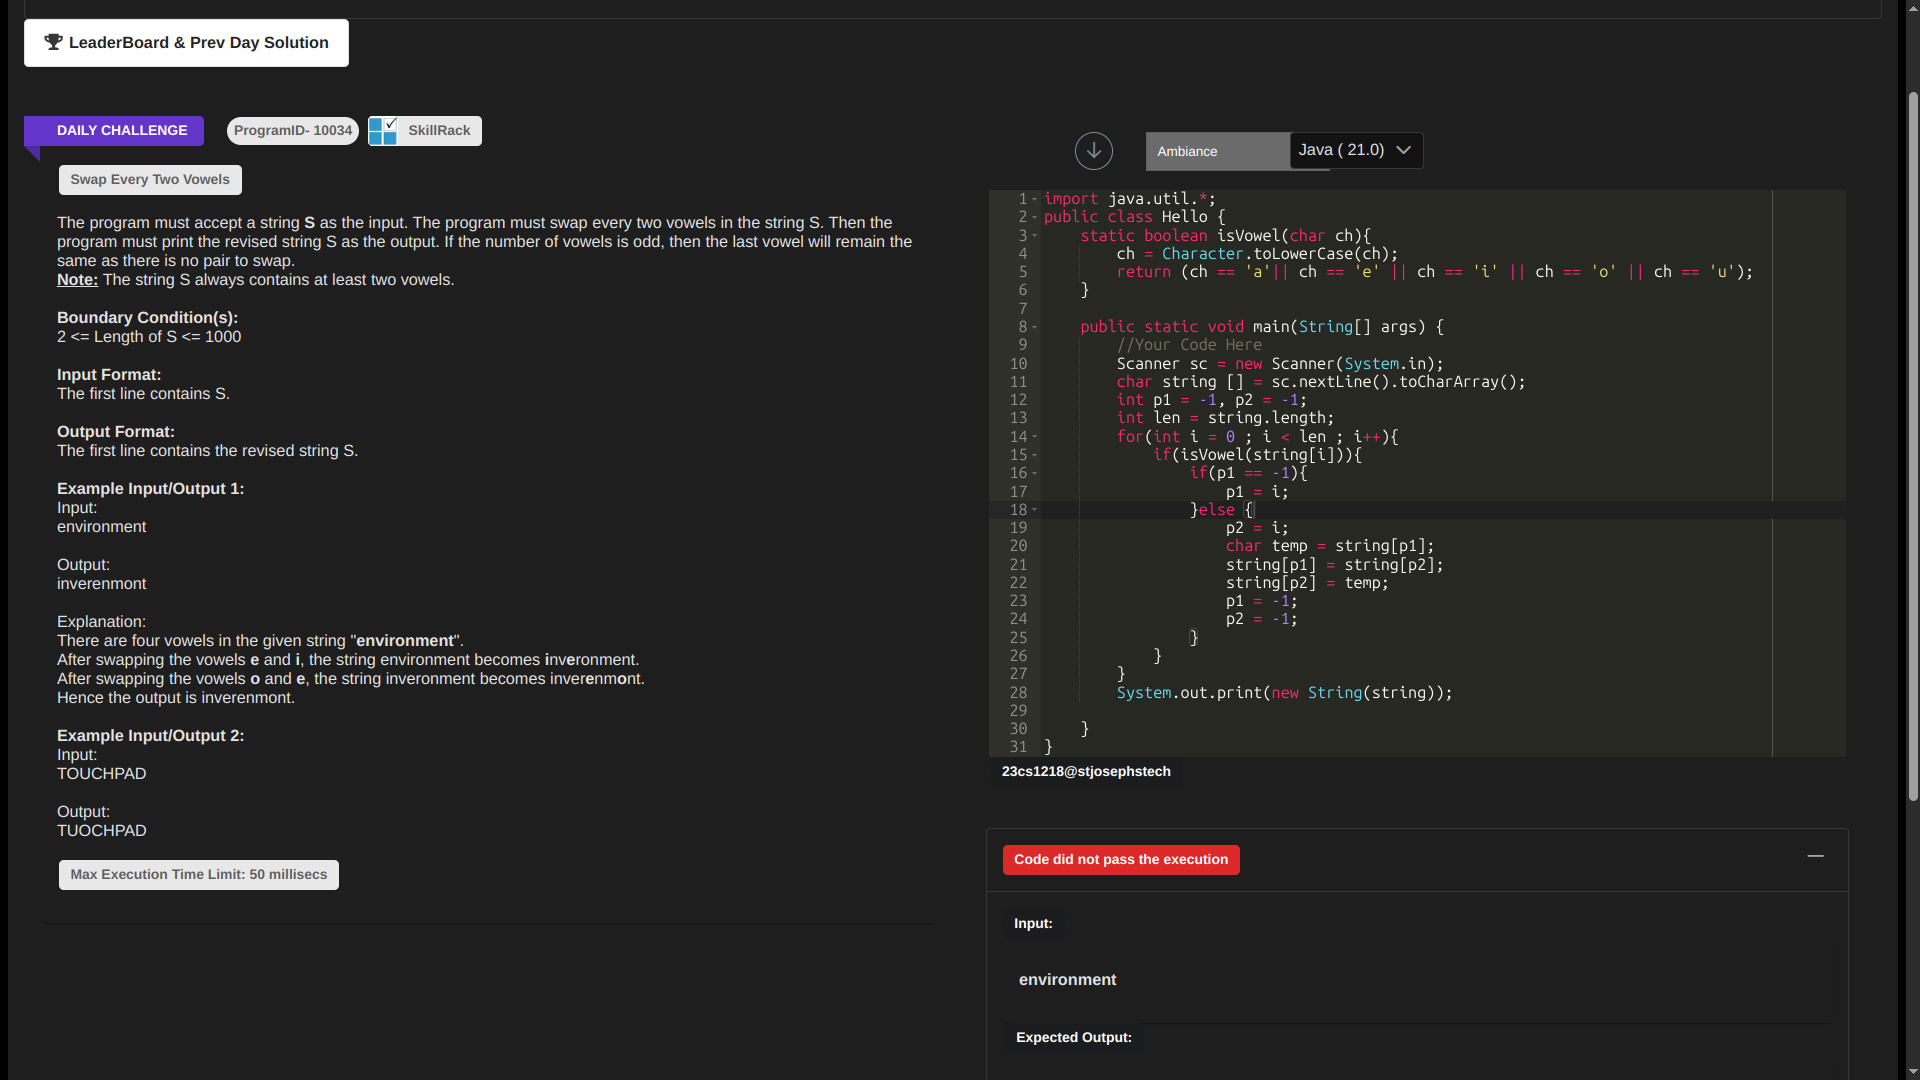 LeaderBoard & Prev Day Solution
DAILY CHALLENGE
ProgramID- 10034
SkillRack
Swap Every Two Vowels
The program must accept a string S as the input. The program must swap every two vowels in the string S. Then the
program must print the revised string S as the output. If the number of vowels is odd, then the last vowel will remain the
same as there is no pair to swap.
Note: The string S always contains at least two vowels.
Boundary Condition(s):
2 <= Length of S <= 1000
Input Format:
The first line contains S.
Output Format:
The first line contains the revised string S.
Example Input/Output 1:
Input:
environment
Output:
inverenmont
Explanation:
There are four vowels in the given string "environment".
After swapping the vowels e and i, the string environment becomes inveronment.
After swapping the vowels o and e, the string inveronment becomes inverenmont.
Hence the output is inverenmont.
Example Input/Output 2:
Input:
TOUCHPAD
Output:
TUOCHPAD
Max Execution Time Limit: 50 millisecs
Ambiance
Java ( 21.0)
1 import java.util.*;
2 public class Hello {
3     static boolean isVowel(char ch){
4         ch = Character.toLowerCase(ch);
5         return (ch == 'a'|| ch == 'e' || ch == 'i' || ch == 'o' || ch == 'u');
6     }
7
8     public static void main(String[] args) {
9         //Your Code Here
10         Scanner sc = new Scanner(System.in);
11         char string [] = sc.nextLine().toCharArray();
12         int p1 = -1, p2 = -1;
13         int len = string.length;
14         for(int i = 0 ; i < len ; i++){
15             if(isVowel(string[i])){
16                 if(p1 == -1){
17                     p1 = i;
18                 }else {
19                     p2 = i;
20                     char temp = string[p1];
21                     string[p1] = string[p2];
22                     string[p2] = temp;
23                     p1 = -1;
24                     p2 = -1;
25                 }
26             }
27         }
28         System.out.print(new String(string));
29
30     }
31 }
23cs1218@stjosephstech
Code did not pass the execution
Input:
environment
Expected Output: